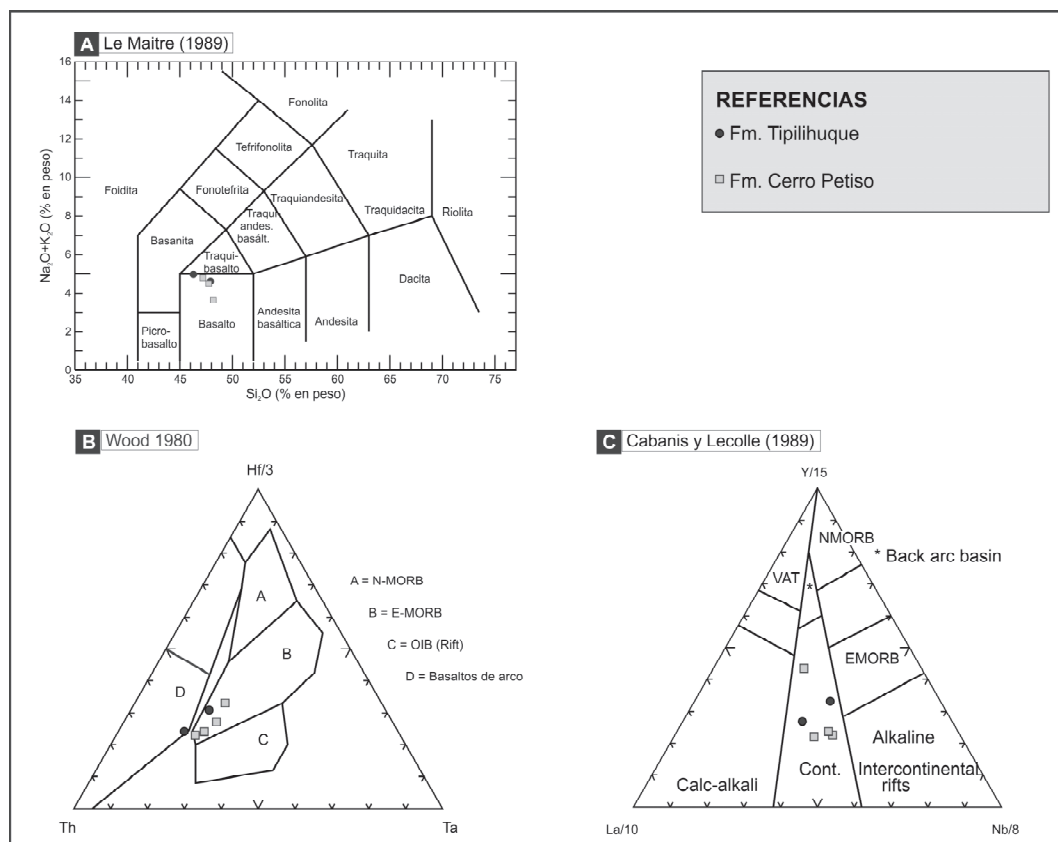 A Le Maitre (1989)
16
14
12
10
8
6
4
2
0
Na₂C+K₂O (% en peso)
35
40
45
50
55
60
65
70
75
Si₂O (% en peso)
Fonolita
Tefrifonolita
Traquita
Foidita
Fonotefrita
Traquiandesita
Traqui-
andes.
basált.
Traquidacita
Riolita
Basanita
Traqui-
basalto
Dacita
Picro-
basalto
Basalto
Andesita
basáltica
Andesita
REFERENCIAS
Fm. Tipilihuque
Fm. Cerro Petiso
B Wood 1980
Hf/3
A
B
C
D
Th
Ta
A = N-MORB
B = E-MORB
C = OIB (Rift)
D = Basaltos de arco
C Cabanis y Lecolle (1989)
Y/15
NMORB
* Back arc basin
VAT
*
EMORB
Alkaline
Calc-alkali
Cont.
Intercontinental
rifts
La/10
Nb/8